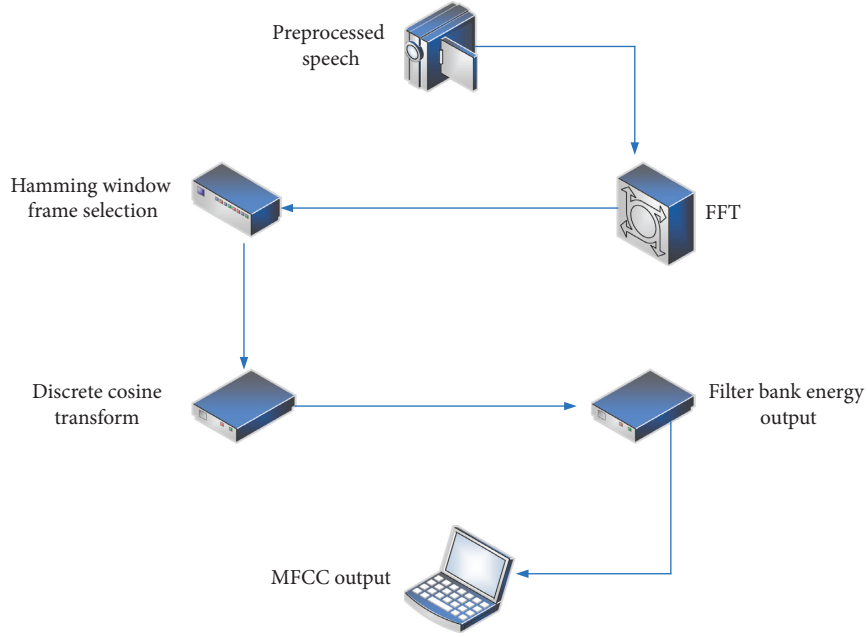 Preprocessed
speech
Hamming window
frame selection
FFT
Discrete cosine
transform
Filter bank energy
output
MFCC output